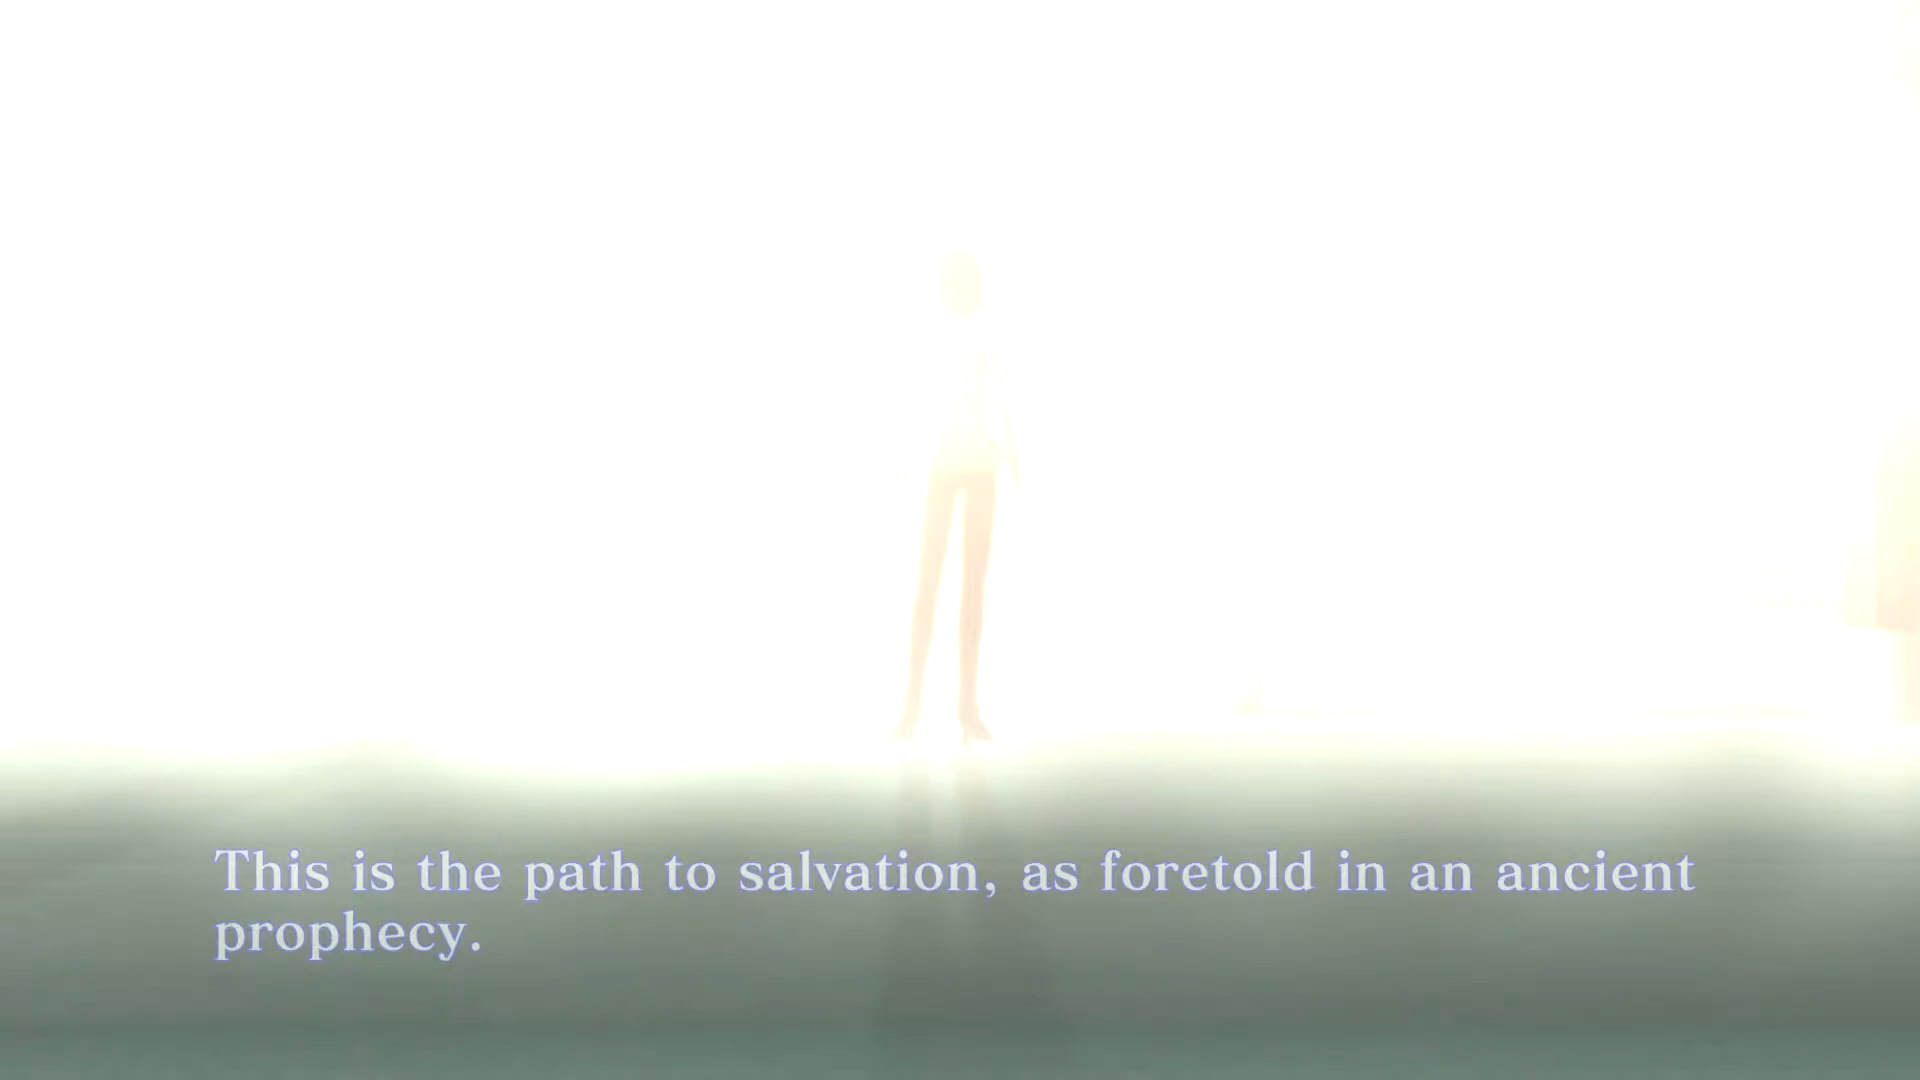 This is the path to salvation, as foretold in an ancient
prophecy.